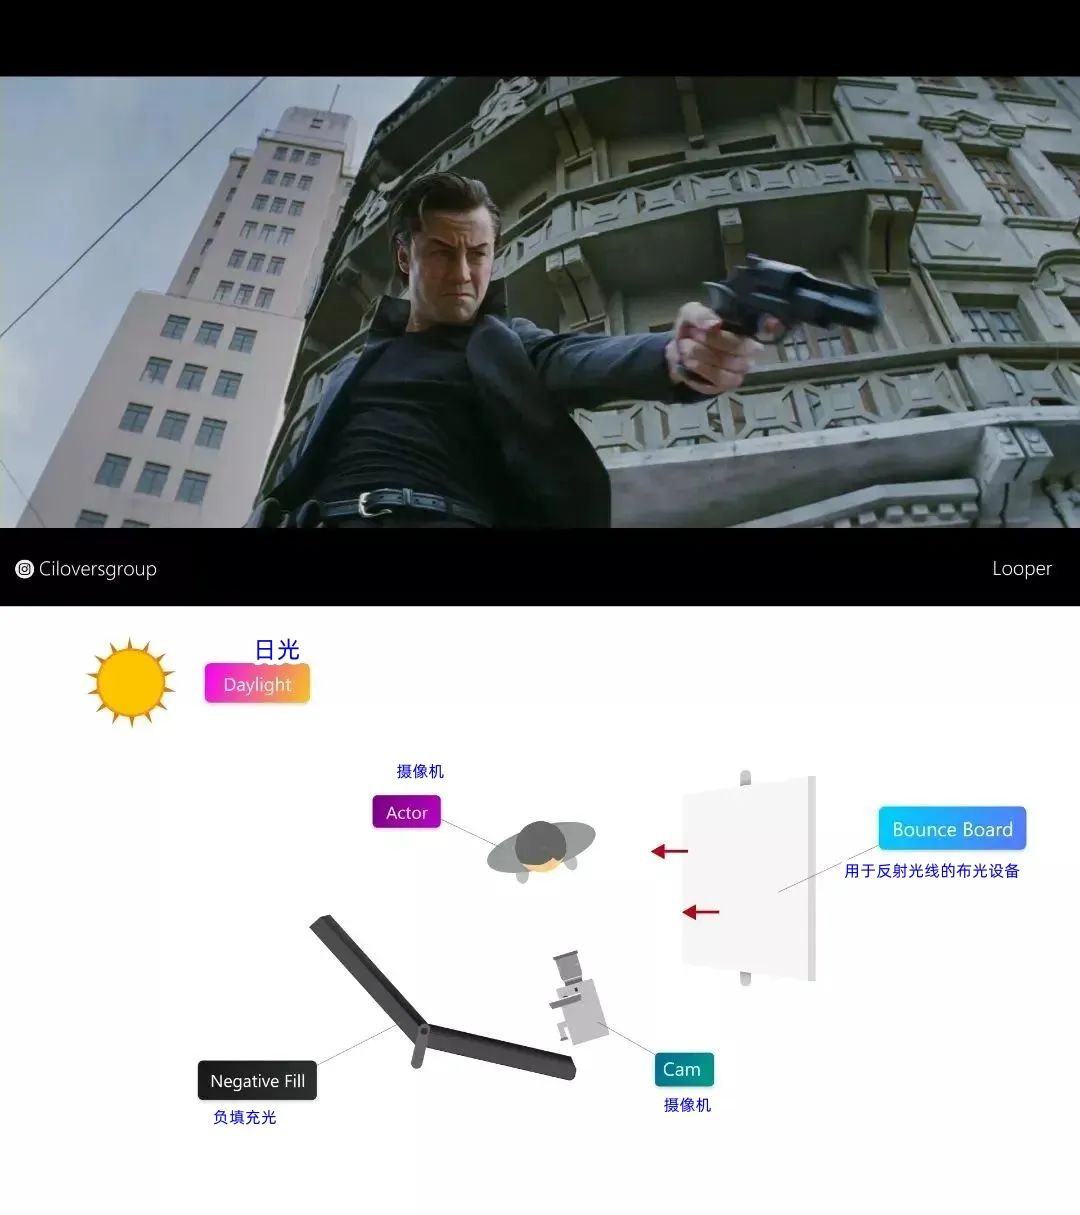 Ciloversgroup
Looper
日光
Daylight
摄像机
Actor
Bounce Board
用于反射光线的布光设备
Negative Fill
负填充光
Cam
摄像机